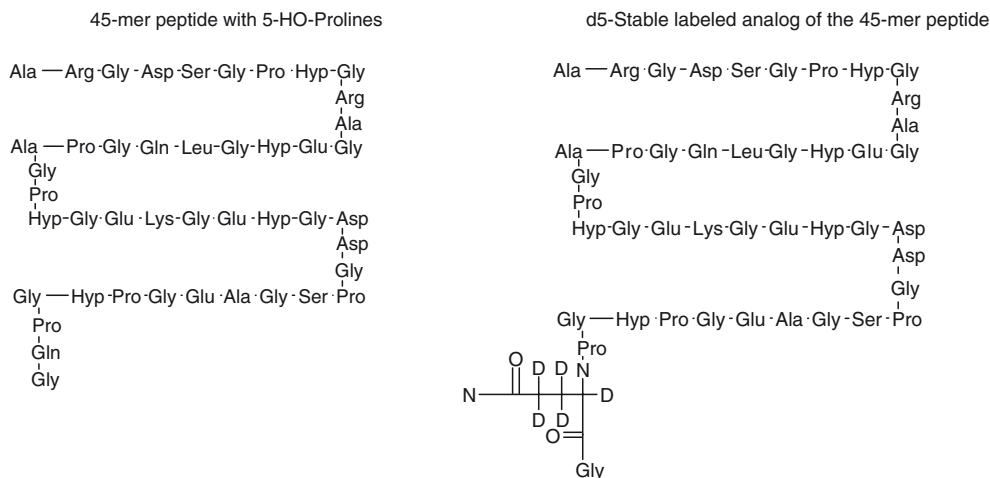 45-mer peptide with 5-HO-Prolines
Ala — Arg-Gly - Asp -Ser -Gly - Pro · Hyp -Gly
Arg
Ala
Ala — Pro -Gly · Gln - Leu -Gly - Hyp - Glu · Gly
Gly
Pro
Hyp-Gly · Glu - Lys -Gly · Glu - Hyp - Gly - Asp
Asp
Gly
Gly — Hyp -Pro · Gly · Glu · Ala · Gly · Ser · Pro
Pro
Gln
Gly
d5-Stable labeled analog of the 45-mer peptide
Ala — Arg · Gly - Asp · Ser · Gly - Pro - Hyp -Gly
Arg
Ala
Ala — Pro · Gly · Gln - Leu -Gly - Hyp · Glu · Gly
Gly
Pro
Hyp-Gly - Glu - Lys - Gly - Glu - Hyp - Gly - Asp
Asp
Gly
Gly — Hyp · Pro · Gly - Glu - Ala · Gly - Ser - Pro
Pro
O D D N
N D
D D
O
Gly